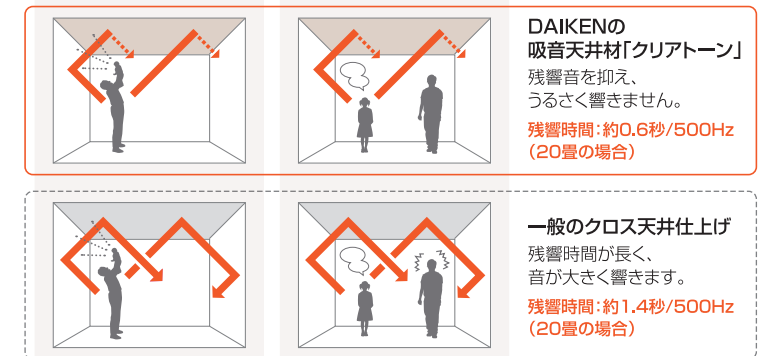 DAIKENの
吸音天井材「クリアトーン」
残響音を抑え、
うるさく響きません。
残響時間:約0.6秒/500Hz
(20畳の場合)
一般のクロス天井仕上げ
残響時間が長く、
音が大きく響きます。
残響時間:約1.4秒/500Hz
(20畳の場合)